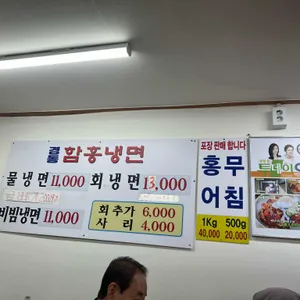 함흥냉면
물냉면 11,000 회냉면 13,000
비빔냉면 11,000
회추가 6,000
사리 4,000
포장 판매 합니다
홍무
어침
1Kg 500g
40,000 20,000